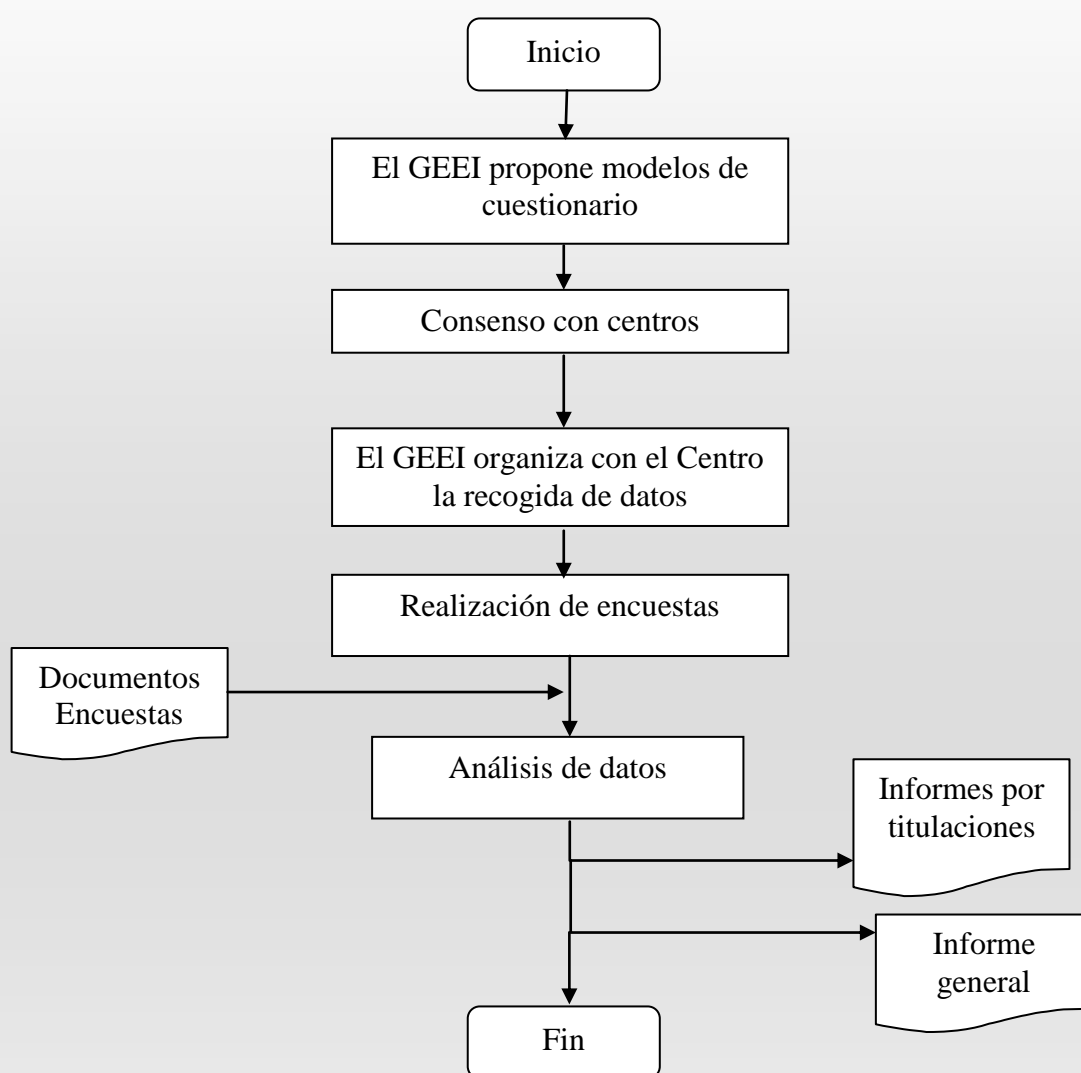 Inicio
El GEEI propone modelos de
cuestionario
Consenso con centros
El GEEI organiza con el Centro
la recogida de datos
Realización de encuestas
Documentos
Encuestas
Análisis de datos
Informes por
titulaciones
Informe
general
Fin